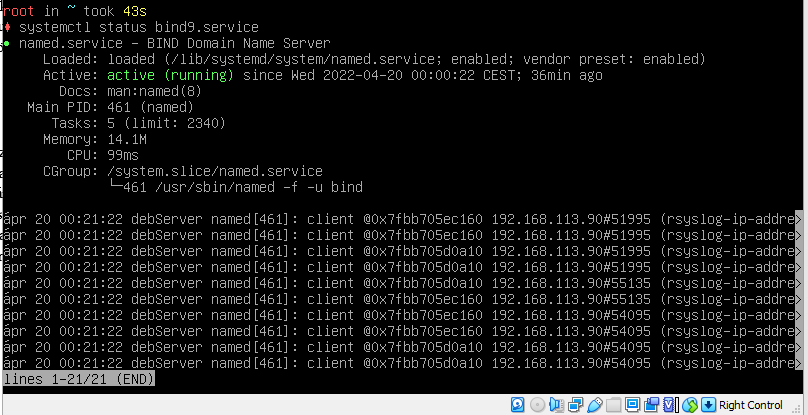 root in ~ took 43s
♦ systemctl status bind9.service
● named.service - BIND Domain Name Server
Loaded: loaded (/lib/systemd/system/named.service; enabled; vendor preset: enabled)
Active: active (running) since Wed 2022-04-20 00:00:22 CEST; 36min ago
Docs: man:named(8)
Main PID: 461 (named)
Tasks: 5 (limit: 2340)
Memory: 14.1M
CPU: 99ms
CGroup: /system.slice/named.service
└─461 /usr/sbin/named -f -u bind
ápr 20 00:21:22 debServer named[461]: client @0x7fbb705ec160 192.168.113.90#51995 (rsyslog-ip-addre>
ápr 20 00:21:22 debServer named[461]: client @0x7fbb705ec160 192.168.113.90#51995 (rsyslog-ip-addre>
ápr 20 00:21:22 debServer named[461]: client @0x7fbb705d0a10 192.168.113.90#51995 (rsyslog-ip-addre>
ápr 20 00:21:22 debServer named[461]: client @0x7fbb705d0a10 192.168.113.90#51995 (rsyslog-ip-addre>
ápr 20 00:21:22 debServer named[461]: client @0x7fbb705d0a10 192.168.113.90#55135 (rsyslog-ip-addre>
ápr 20 00:21:22 debServer named[461]: client @0x7fbb705ec160 192.168.113.90#55135 (rsyslog-ip-addre>
ápr 20 00:21:22 debServer named[461]: client @0x7fbb705ec160 192.168.113.90#54095 (rsyslog-ip-addre>
ápr 20 00:21:22 debServer named[461]: client @0x7fbb705ec160 192.168.113.90#54095 (rsyslog-ip-addre>
ápr 20 00:21:22 debServer named[461]: client @0x7fbb705d0a10 192.168.113.90#54095 (rsyslog-ip-addre>
ápr 20 00:21:22 debServer named[461]: client @0x7fbb705d0a10 192.168.113.90#54095 (rsyslog-ip-addre>
lines 1-21/21 (END)
Right Control